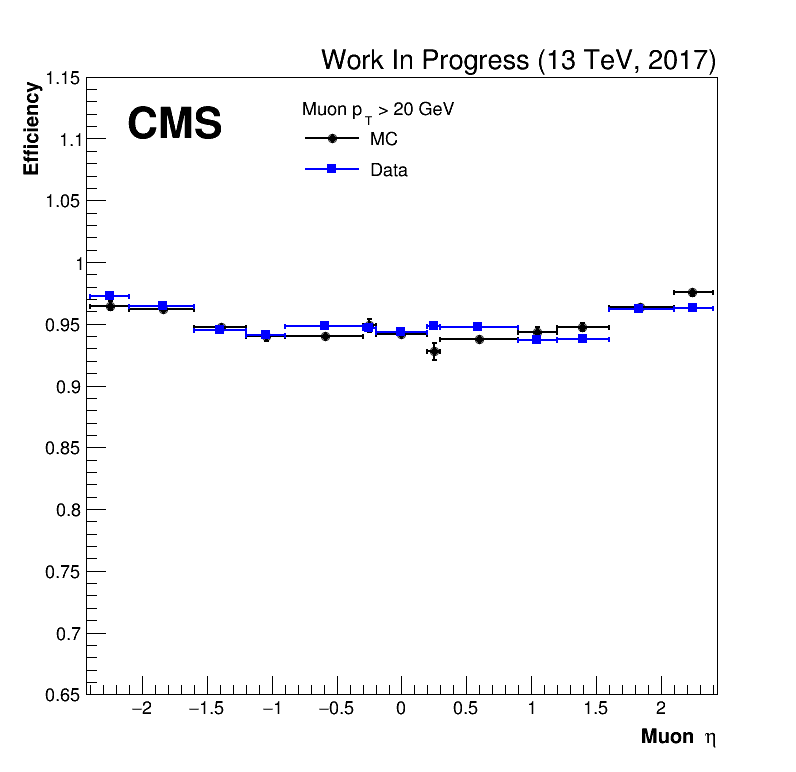 Work In Progress (13 TeV, 2017)
CMS
Muon pT > 20 GeV
MC
Data
Efficiency
1.15
1.1
1.05
1
0.95
0.9
0.85
0.8
0.75
0.7
0.65
−2 −1.5 −1 −0.5 0 0.5 1 1.5 2
Muon η